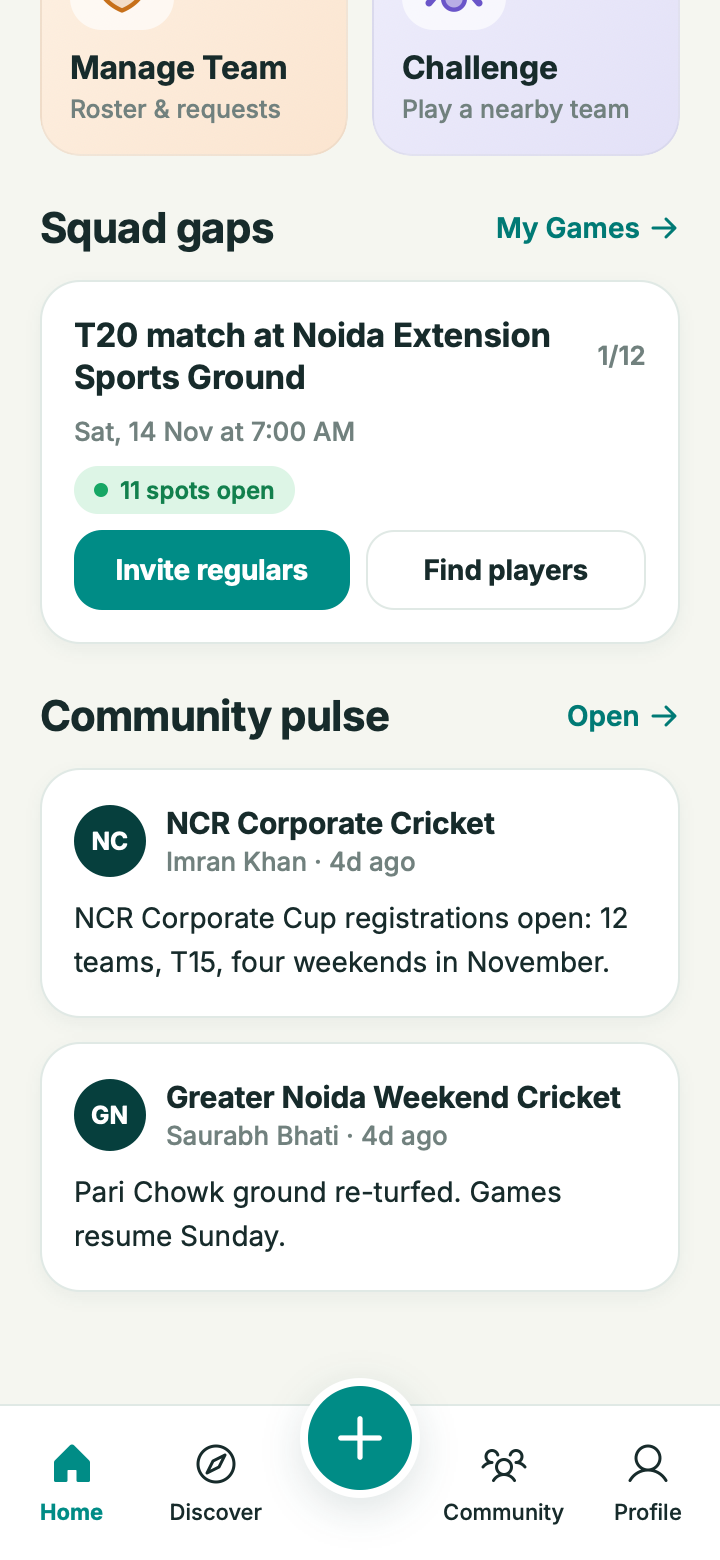 Manage Team
Roster & requests
Challenge
Play a nearby team
Squad gaps
My Games →
T20 match at Noida Extension
Sports Ground
1/12
Sat, 14 Nov at 7:00 AM
11 spots open
Invite regulars
Find players
Community pulse
Open →
NC
NCR Corporate Cricket
Imran Khan · 4d ago
NCR Corporate Cup registrations open: 12
teams, T15, four weekends in November.
GN
Greater Noida Weekend Cricket
Saurabh Bhati · 4d ago
Pari Chowk ground re-turfed. Games
resume Sunday.
Home
Discover
Community
Profile